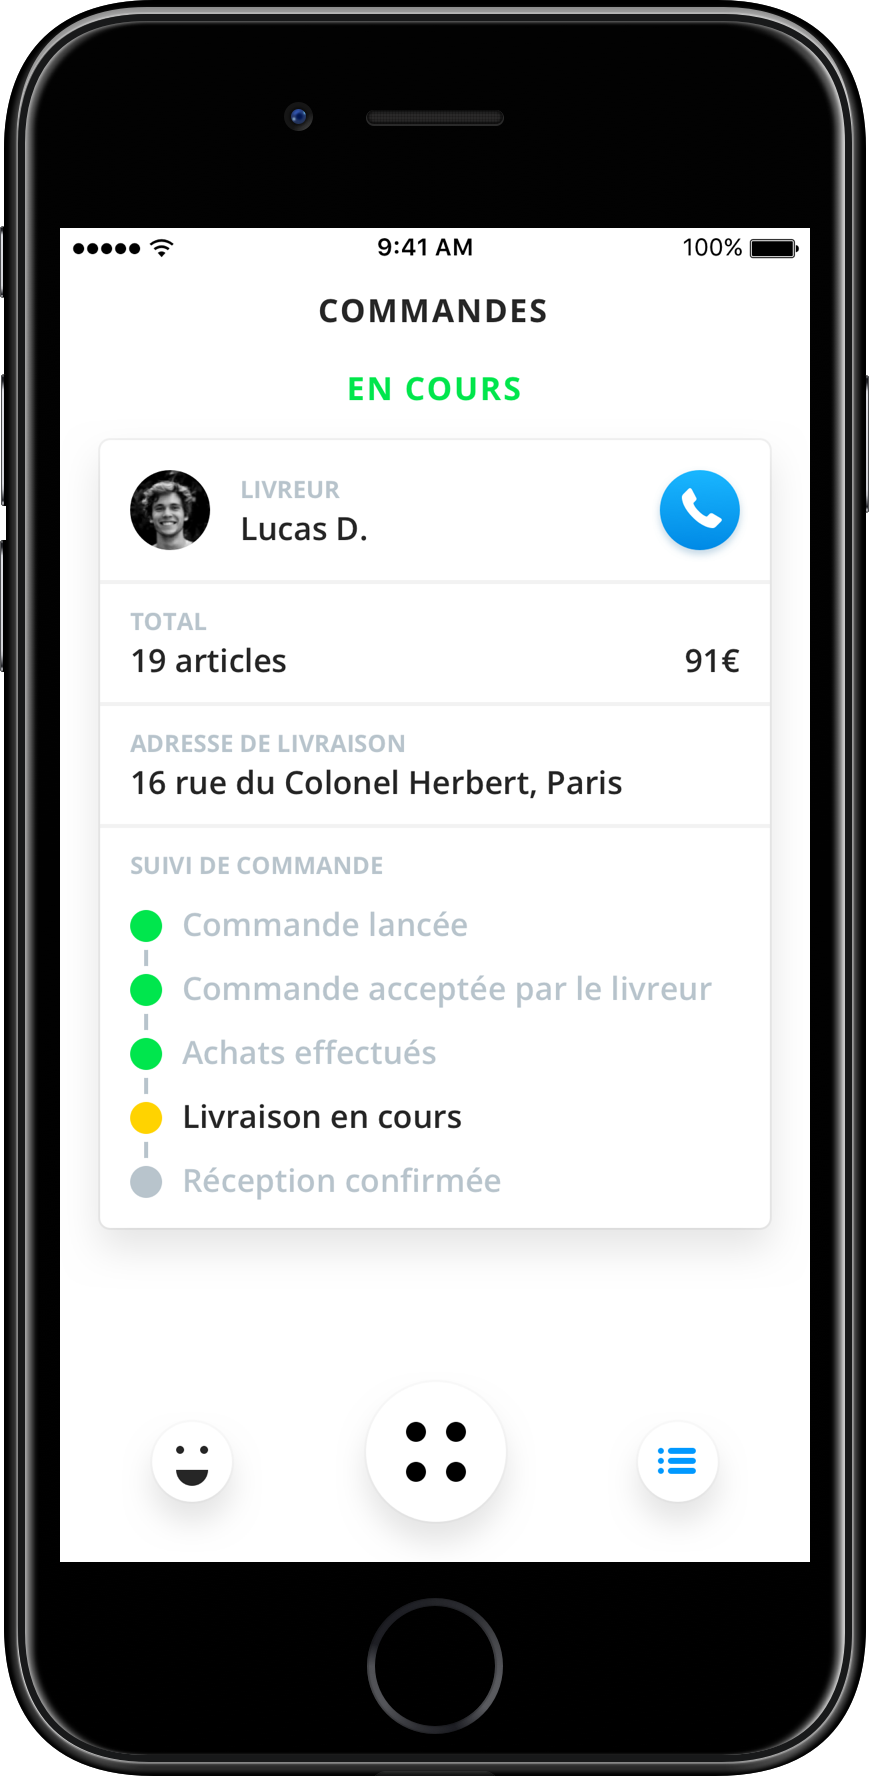 9:41 AM 100%
COMMANDES
EN COURS
LIVREUR
Lucas D.
TOTAL
19 articles 91€
ADRESSE DE LIVRAISON
16 rue du Colonel Herbert, Paris
SUIVI DE COMMANDE
Commande lancée
Commande acceptée par le livreur
Achats effectués
Livraison en cours
Réception confirmée